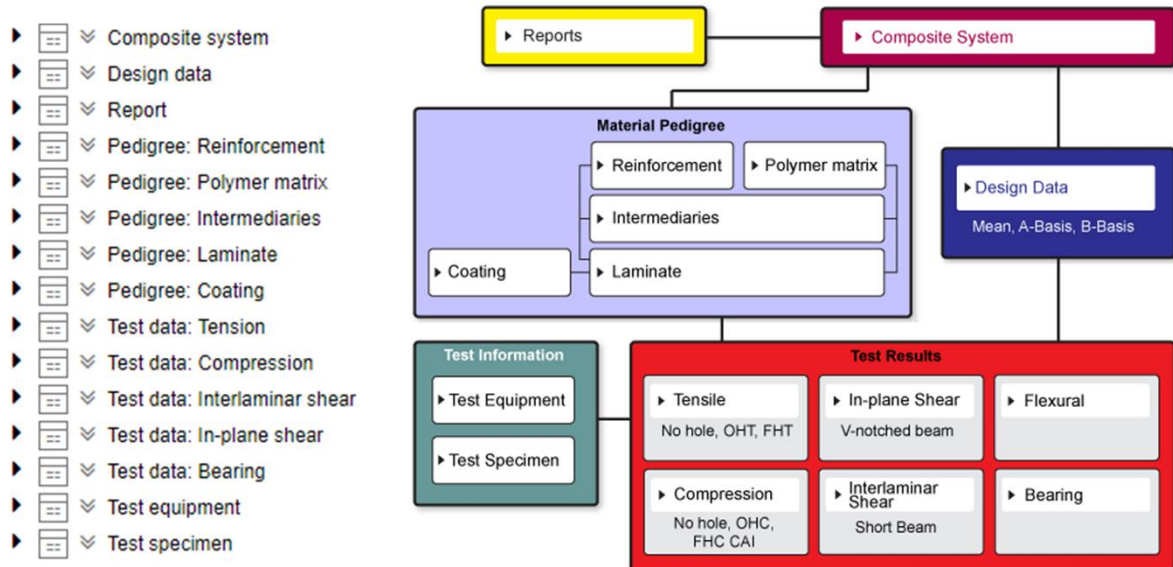 Composite system
Design data
Report
Pedigree: Reinforcement
Pedigree: Polymer matrix
Pedigree: Intermediaries
Pedigree: Laminate
Pedigree: Coating
Test data: Tension
Test data: Compression
Test data: Interlaminar shear
Test data: In-plane shear
Test data: Bearing
Test equipment
Test specimen
Reports
Composite System
Material Pedigree
Reinforcement
Polymer matrix
Intermediaries
Coating
Laminate
Design Data
Mean, A-Basis, B-Basis
Test Information
Test Equipment
Test Specimen
Test Results
Tensile
No hole, OHT, FHT
In-plane Shear
V-notched beam
Flexural
Compression
No hole, OHC,
FHC CAI
Interlaminar
Shear
Short Beam
Bearing